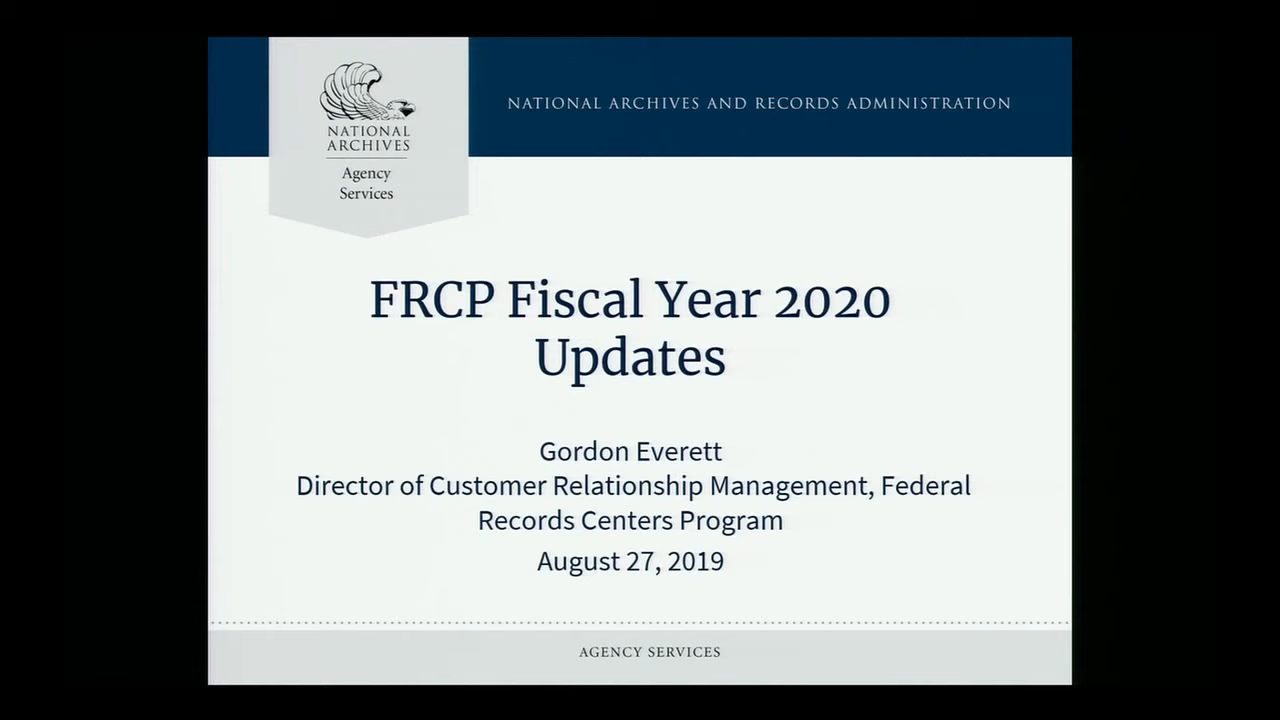 NATIONAL ARCHIVES AND RECORDS ADMINISTRATION
NATIONAL
ARCHIVES
Agency
Services
FRCP Fiscal Year 2020
Updates
Gordon Everett
Director of Customer Relationship Management, Federal
Records Centers Program
August 27, 2019
AGENCY SERVICES